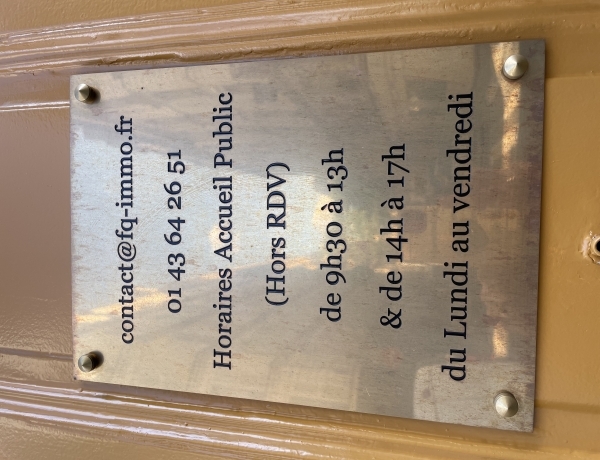 contact@fq-immo.fr
01 43 64 26 51
Horaires Accueil Public
(Hors RDV)
de 9h30 à 13h
& de 14h à 17h
du Lundi au vendredi